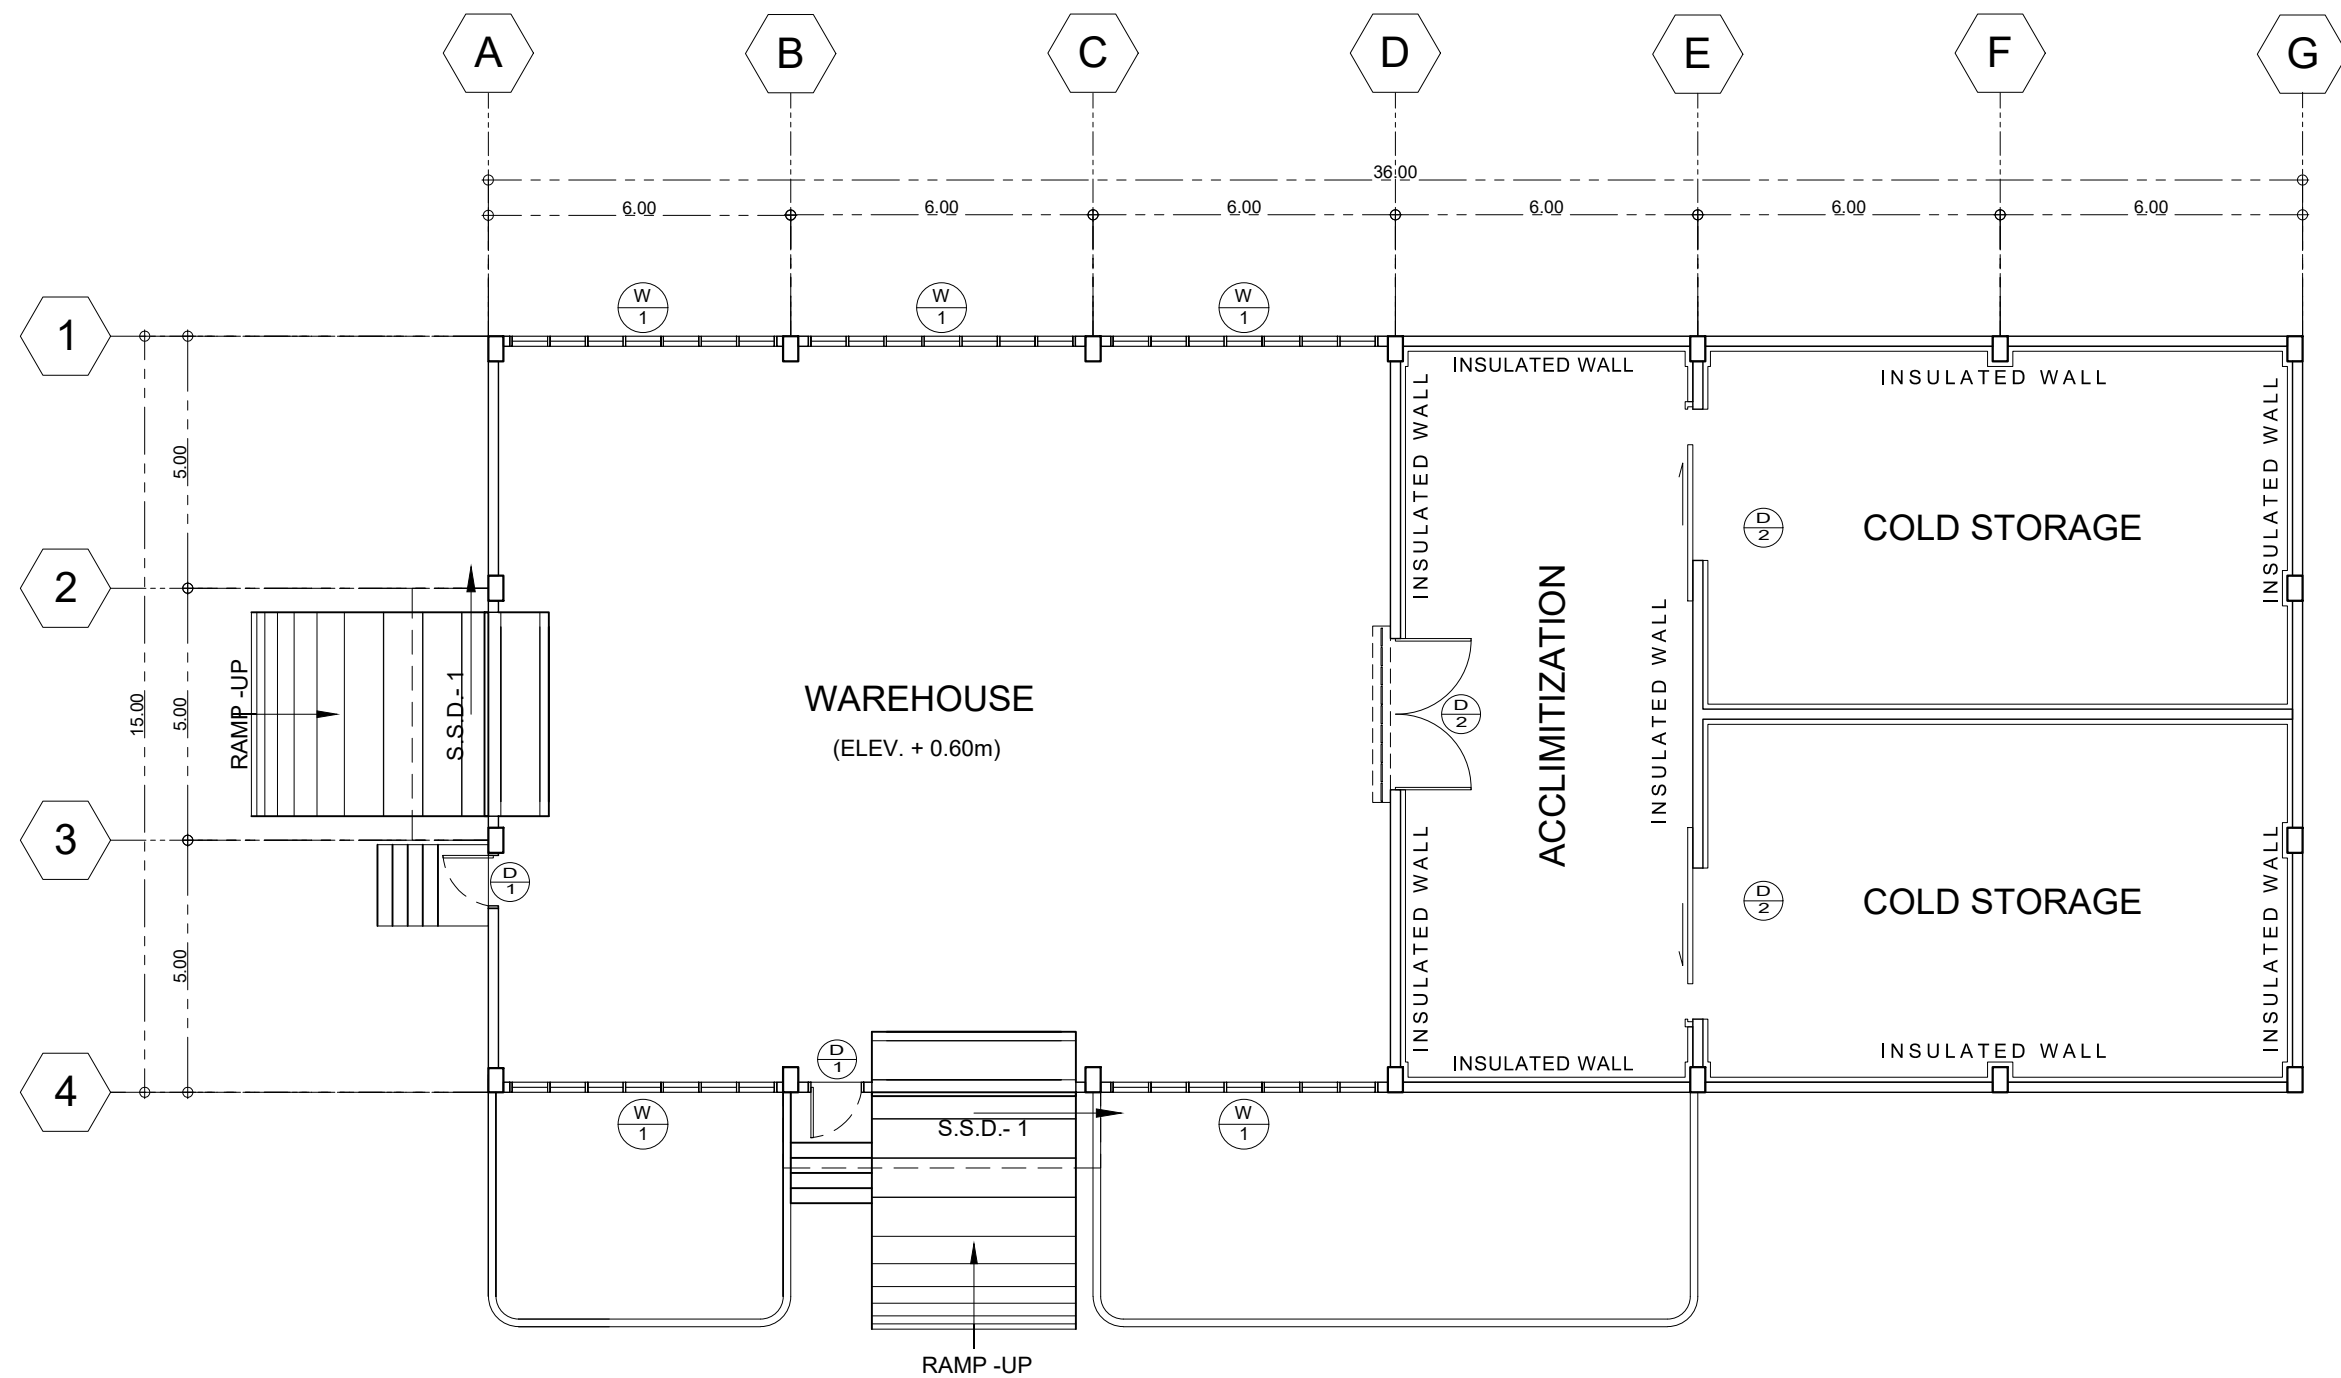 A
B
C
D
E
F
G
36.00
6.00
6.00
6.00
6.00
6.00
6.00
W
1
W
1
W
1
1
INSULATED WALL
INSULATED WALL
INSULATED WALL
INSULATED WALL
5.00
D
2
COLD STORAGE
2
ACCLIMITIZATION
INSULATED WALL
RAMP -UP
S.S.D.- 1
15.00
5.00
WAREHOUSE
(ELEV. + 0.60m)
D
2
3
D
1
D
2
COLD STORAGE
INSULATED WALL
INSULATED WALL
5.00
D
1
INSULATED WALL
INSULATED WALL
4
W
1
S.S.D.- 1
W
1
RAMP -UP